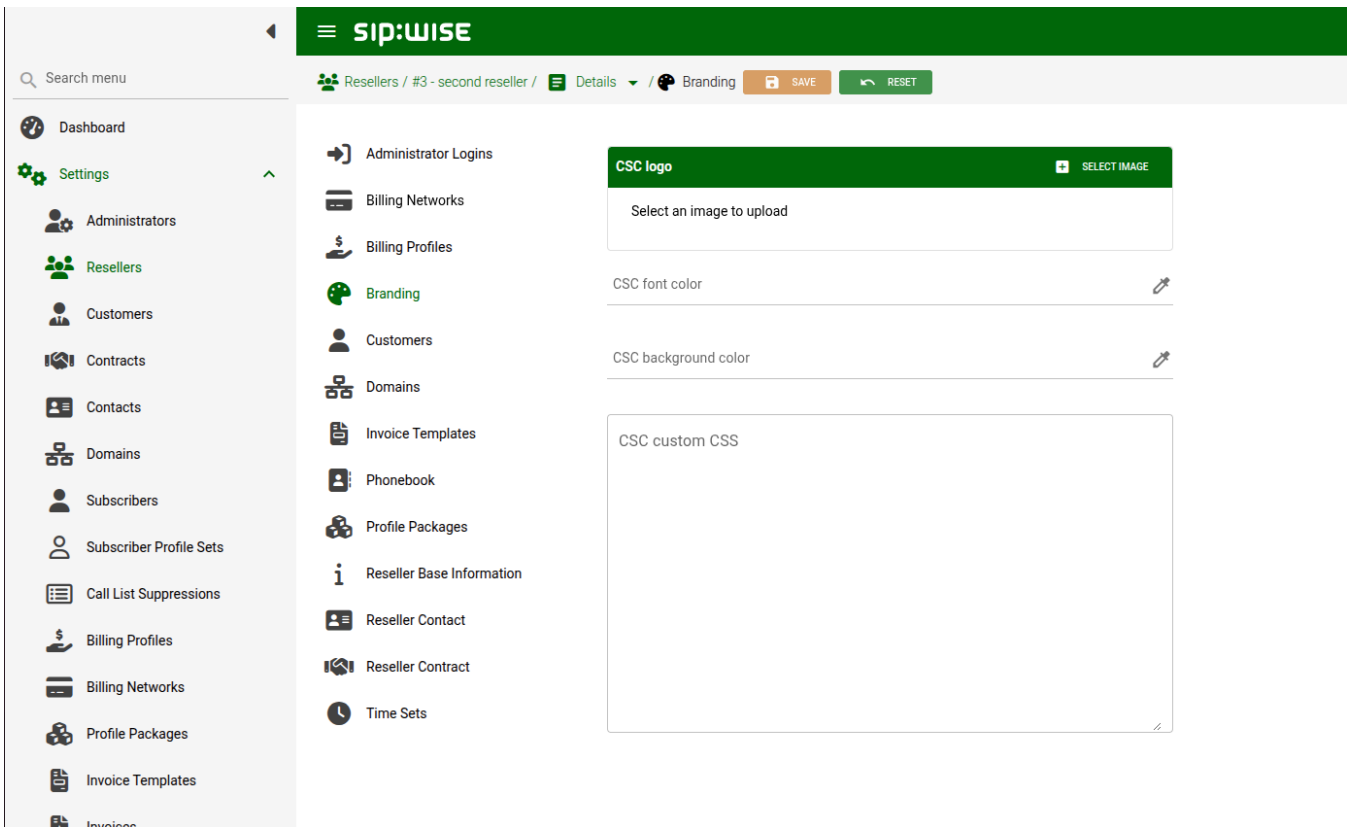 sip:wise
Search menu
Resellers / #3 - second reseller / Details / Branding SAVE RESET
Dashboard
Settings
Administrators
Resellers
Customers
Contracts
Contacts
Domains
Subscribers
Subscriber Profile Sets
Call List Suppressions
Billing Profiles
Billing Networks
Profile Packages
Invoice Templates
Invoices
Administrator Logins
Billing Networks
Billing Profiles
Branding
Customers
Domains
Invoice Templates
Phonebook
Profile Packages
Reseller Base Information
Reseller Contact
Reseller Contract
Time Sets
CSC logo SELECT IMAGE
Select an image to upload
CSC font color
CSC background color
CSC custom CSS